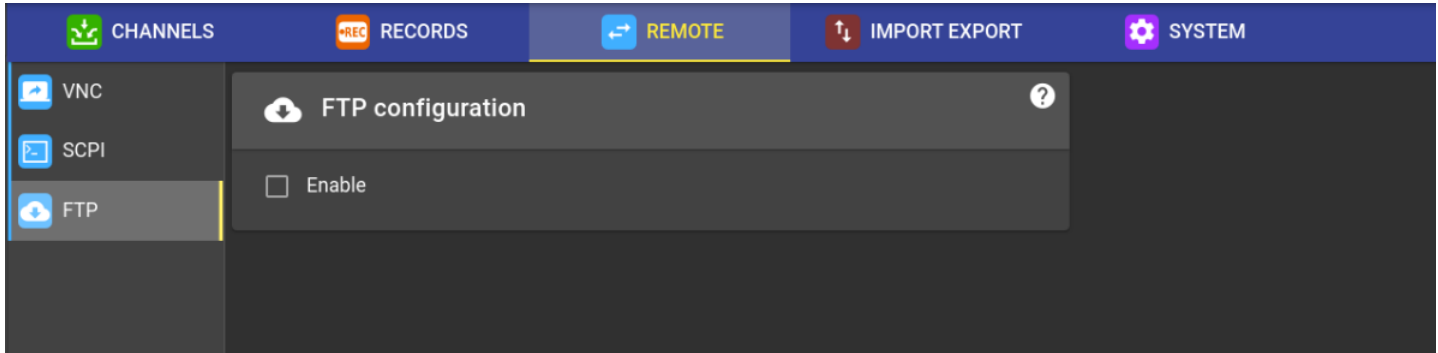 CHANNELS
REC RECORDS
REMOTE
IMPORT EXPORT
SYSTEM
VNC
SCPI
FTP
FTP configuration
?
Enable